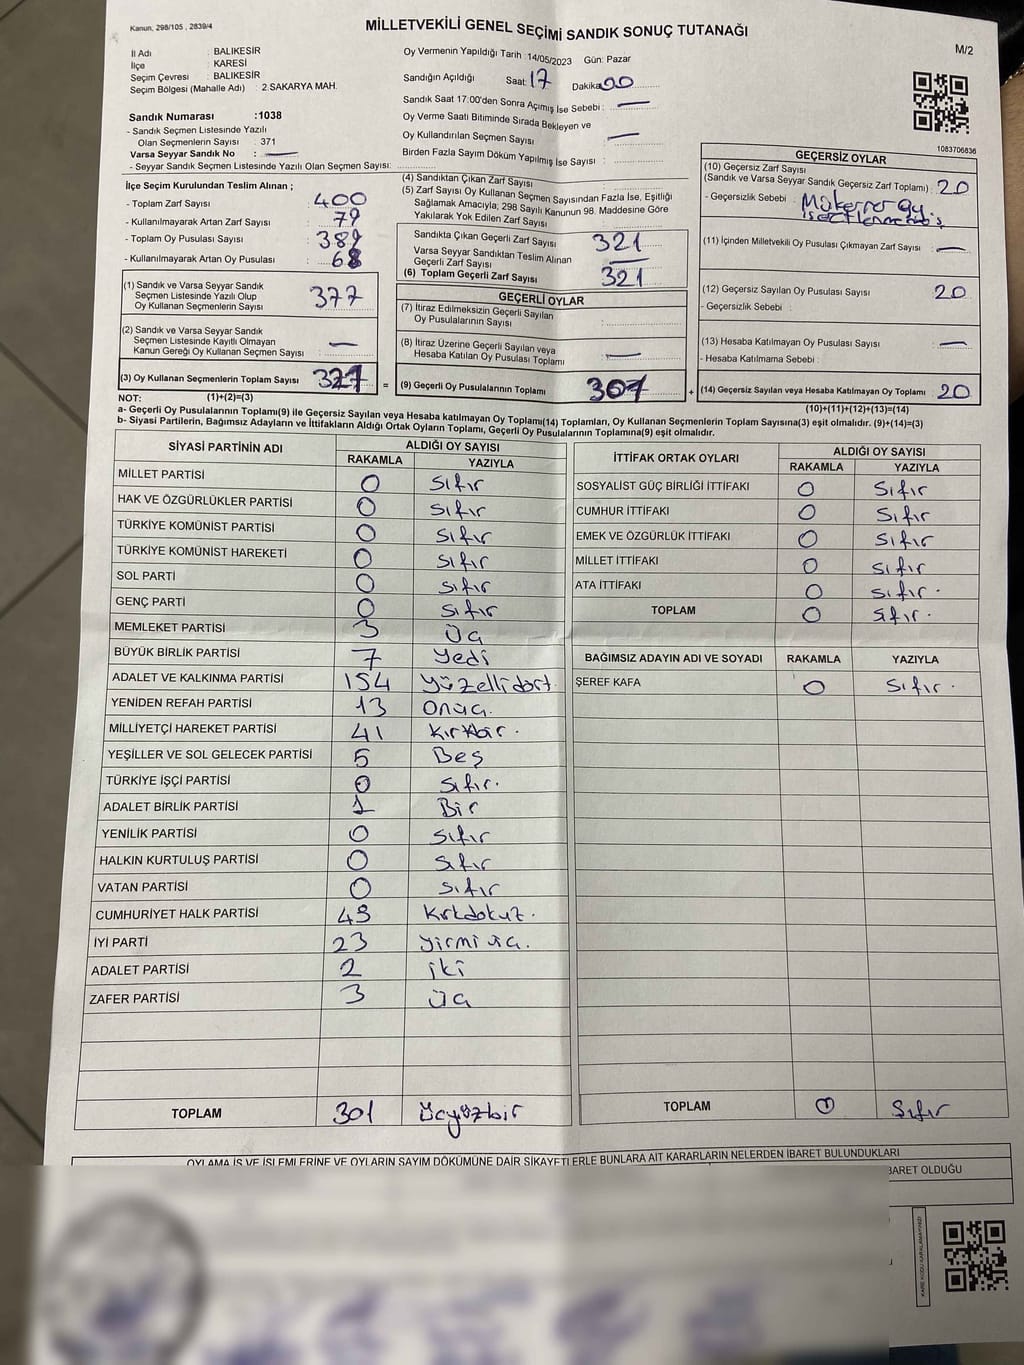 Kanun, 298/105 , 2839/4
MİLLETVEKİLİ GENEL SEÇİMİ SANDIK SONUÇ TUTANAĞI
M/2
İl Adı : BALIKESİR
İlçe : KARESİ
Seçim Çevresi : BALIKESİR
Seçim Bölgesi (Mahalle Adı) : 2.SAKARYA MAH.
Oy Vermenin Yapıldığı Tarih : 14/05/2023 Gün: Pazar
Sandığın Açıldığı Saat: 17 Dakika: 00
Sandık Saat 17:00'den Sonra Açılmış İse Sebebi : —
Oy Verme Saati Bitiminde Sırada Bekleyen ve
Oy Kullandırılan Seçmen Sayısı : —
Birden Fazla Sayım Döküm Yapılmış İse Sayısı :
1083706836
Sandık Numarası :1038
- Sandık Seçmen Listesinde Yazılı
Olan Seçmenlerin Sayısı : 371
Varsa Seyyar Sandık No : —
- Seyyar Sandık Seçmen Listesinde Yazılı Olan Seçmen Sayısı:
İlçe Seçim Kurulundan Teslim Alınan ;
- Toplam Zarf Sayısı : 400
- Kullanılmayarak Artan Zarf Sayısı : 79
- Toplam Oy Pusulası Sayısı : 389
- Kullanılmayarak Artan Oy Pusulası : 68
(1) Sandık ve Varsa Seyyar Sandık
Seçmen Listesinde Yazılı Olup
Oy Kullanan Seçmenlerin Sayısı : 377
(2) Sandık ve Varsa Seyyar Sandık
Seçmen Listesinde Kayıtlı Olmayan
Kanun Gereği Oy Kullanan Seçmen Sayısı : —
(3) Oy Kullanan Seçmenlerin Toplam Sayısı : 327
(4) Sandıktan Çıkan Zarf Sayısı :
(5) Zarf Sayısı Oy Kullanan Seçmen Sayısından Fazla İse, Eşitliği
Sağlamak Amacıyla; 298 Sayılı Kanunun 98. Maddesine Göre
Yakılarak Yok Edilen Zarf Sayısı :
Sandıkta Çıkan Geçerli Zarf Sayısı : 321
Varsa Seyyar Sandıktan Teslim Alınan
Geçerli Zarf Sayısı : —
(6) Toplam Geçerli Zarf Sayısı : 321
GEÇERLİ OYLAR
(7) İtiraz Edilmeksizin Geçerli Sayılan
Oy Pusulalarının Sayısı :
(8) İtiraz Üzerine Geçerli Sayılan veya
Hesaba Katılan Oy Pusulası Toplamı : —
= (9) Geçerli Oy Pusulalarının Toplamı : 307
GEÇERSİZ OYLAR
(10) Geçersiz Zarf Sayısı
(Sandık ve Varsa Seyyar Sandık Geçersiz Zarf Toplamı) : 20
- Geçersizlik Sebebi : Mükerrer oy
(11) İçinden Milletvekili Oy Pusulası Çıkmayan Zarf Sayısı : —
(12) Geçersiz Sayılan Oy Pusulası Sayısı : 20
- Geçersizlik Sebebi :
(13) Hesaba Katılmayan Oy Pusulası Sayısı : —
- Hesaba Katılmama Sebebi :
+ (14) Geçersiz Sayılan veya Hesaba Katılmayan Oy Toplamı : 20
NOT: (1)+(2)=(3)
(10)+(11)+(12)+(13)=(14)
a- Geçerli Oy Pusulalarının Toplamı(9) ile Geçersiz Sayılan veya Hesaba katılmayan Oy Toplamı(14) Toplamları, Oy Kullanan Seçmenlerin Toplam Sayısına(3) eşit olmalıdır. (9)+(14)=(3)
b- Siyasi Partilerin, Bağımsız Adayların ve İttifakların Aldığı Ortak Oyların Toplamı, Geçerli Oy Pusulalarının Toplamına(9) eşit olmalıdır.
SİYASİ PARTİNİN ADI ALDIĞI OY SAYISI
RAKAMLA YAZIYLA
MİLLET PARTİSİ 0 Sıfır
HAK VE ÖZGÜRLÜKLER PARTİSİ 0 Sıfır
TÜRKİYE KOMÜNİST PARTİSİ 0 Sıfır
TÜRKİYE KOMÜNİST HAREKETİ 0 Sıfır
SOL PARTİ 0 Sıfır
GENÇ PARTİ 0 Sıfır
MEMLEKET PARTİSİ 3 Üç
BÜYÜK BİRLİK PARTİSİ 7 Yedi
ADALET VE KALKINMA PARTİSİ 154 Yüzellidört
YENİDEN REFAH PARTİSİ 13 Onüç.
MİLLİYETÇİ HAREKET PARTİSİ 41 Kırkbir.
YEŞİLLER VE SOL GELECEK PARTİSİ 5 Beş
TÜRKİYE İŞÇİ PARTİSİ 0 Sıfır.
ADALET BİRLİK PARTİSİ 1 Bir
YENİLİK PARTİSİ 0 Sıfır
HALKIN KURTULUŞ PARTİSİ 0 Sıfır
VATAN PARTİSİ 0 Sıfır
CUMHURİYET HALK PARTİSİ 49 Kırkdokuz.
İYİ PARTİ 23 yirmi üç.
ADALET PARTİSİ 2 iki
ZAFER PARTİSİ 3 Üç
TOPLAM 301 Üçyüzbir
İTTİFAK ORTAK OYLARI ALDIĞI OY SAYISI
RAKAMLA YAZIYLA
SOSYALİST GÜÇ BİRLİĞİ İTTİFAKI 0 Sıfır
CUMHUR İTTİFAKI 0 Sıfır
EMEK VE ÖZGÜRLÜK İTTİFAKI 0 Sıfır
MİLLET İTTİFAKI 0 Sıfır
ATA İTTİFAKI 0 Sıfır.
TOPLAM 0 Sıfır.
BAĞIMSIZ ADAYIN ADI VE SOYADI RAKAMLA YAZIYLA
ŞEREF KAFA 0 Sıfır.
TOPLAM 0 Sıfır
OYLAMA İŞ VE İŞLEMLERİNE VE OYLARIN SAYIM DÖKÜMÜNE DAİR ŞİKAYETLERLE BUNLARA AİT KARARLARIN NELERDEN İBARET BULUNDUKLARI
BARET OLDUĞU